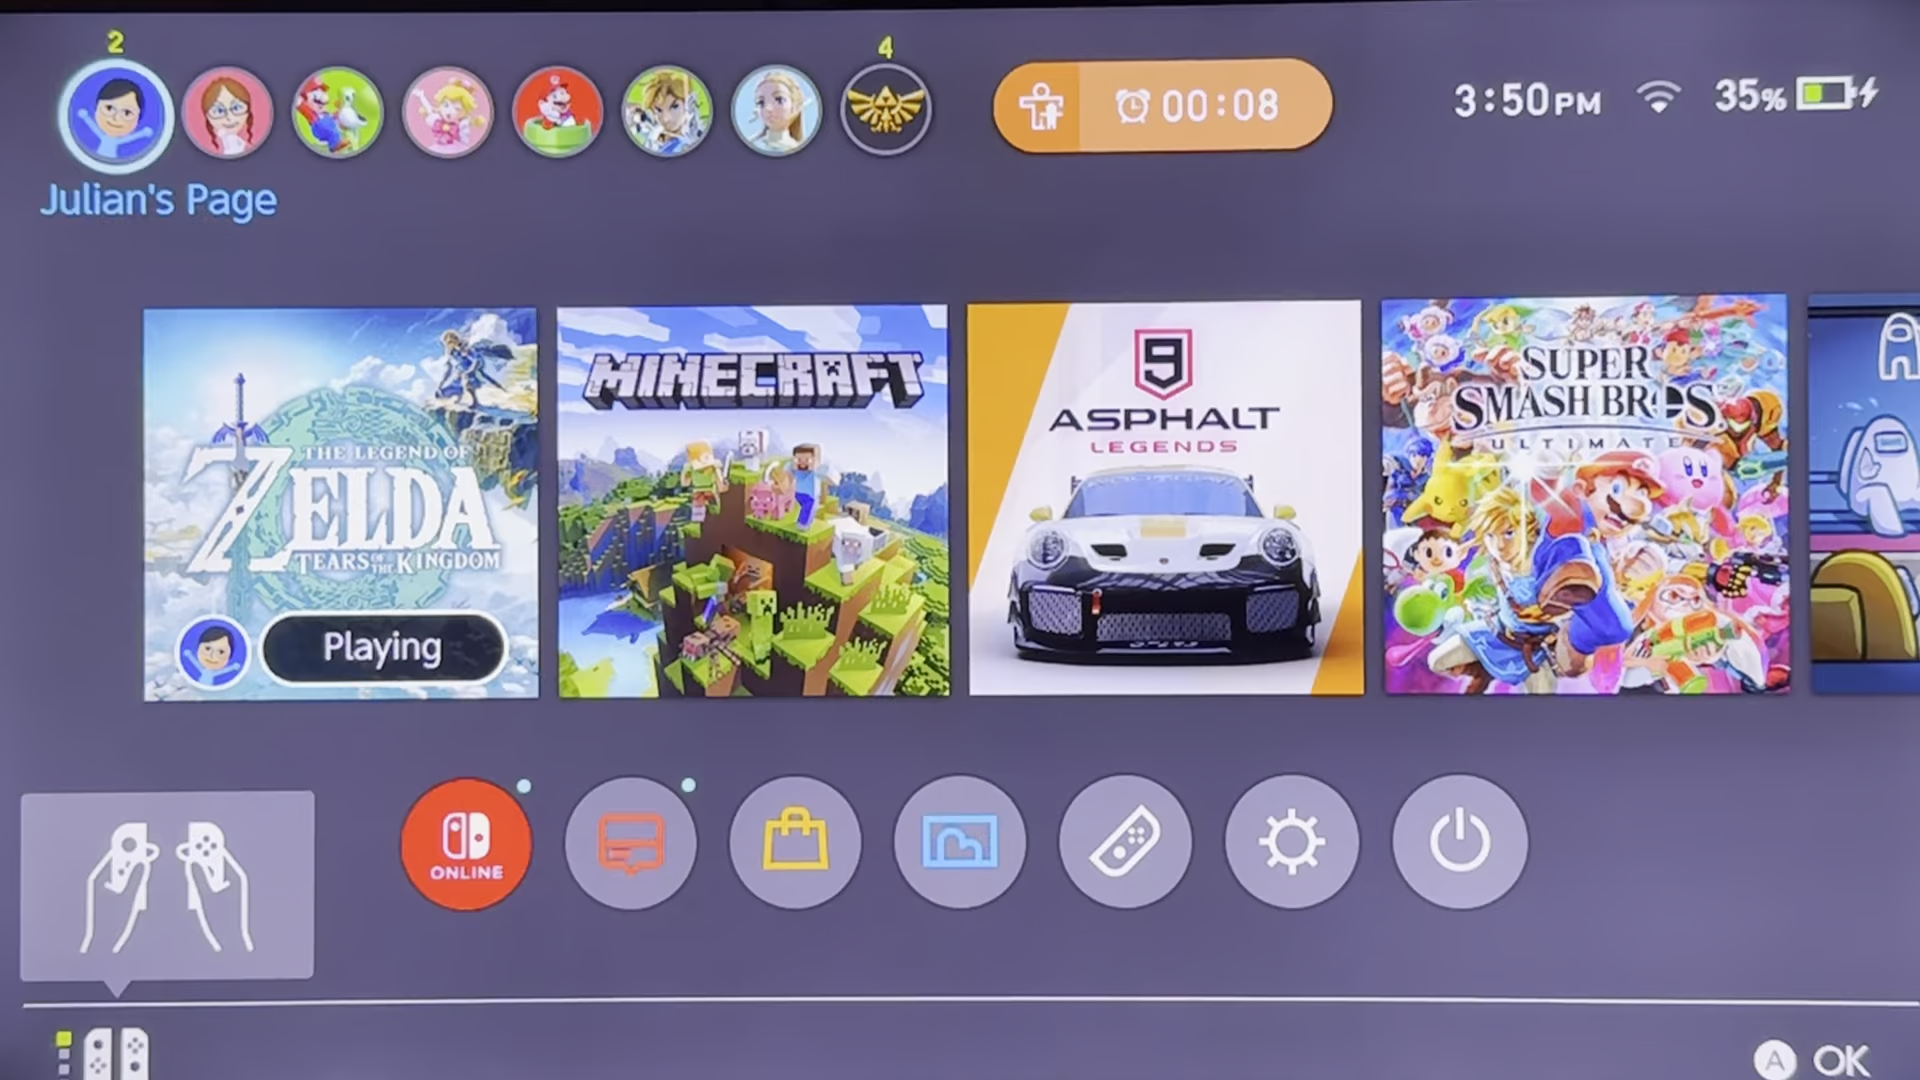 2
4
00:08
3:50PM
35%
Julian's Page
THE LEGEND OF
ZELDA
TEARS OF THE KINGDOM
Playing
MINECRAFT
9
ASPHALT
LEGENDS
SUPER
SMASH BROS.
ULTIMATE
ONLINE
A OK